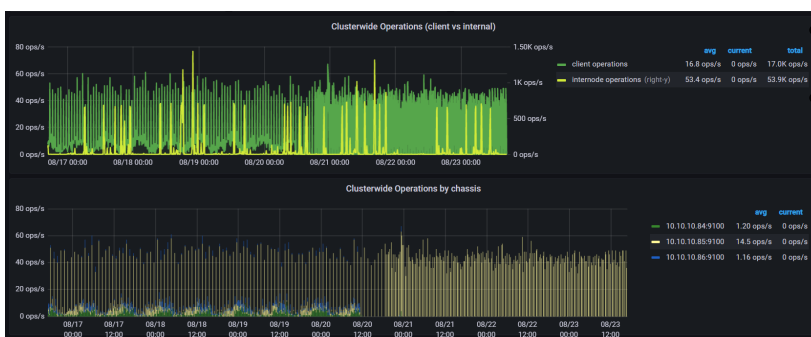 Clusterwide Operations (client vs internal)
80 ops/s 1.50K ops/s
60 ops/s
40 ops/s 1K ops/s
20 ops/s 500 ops/s
0 ops/s 0 ops/s
08/17 00:00 08/18 00:00 08/19 00:00 08/20 00:00 08/21 00:00 08/22 00:00 08/23 00:00
avg current total
client operations 16.8 ops/s 0 ops/s 17.0K ops/s
internode operations (right-y) 53.4 ops/s 0 ops/s 53.9K ops/s
Clusterwide Operations by chassis
80 ops/s
60 ops/s
40 ops/s
20 ops/s
0 ops/s
08/17 08/17 08/18 08/18 08/19 08/19 08/20 08/20 08/21 08/21 08/22 08/22 08/23 08/23
00:00 12:00 00:00 12:00 00:00 12:00 00:00 12:00 00:00 12:00 00:00 12:00 00:00 12:00
avg current
10.10.10.84:9100 1.20 ops/s 0 ops/s
10.10.10.85:9100 14.5 ops/s 0 ops/s
10.10.10.86:9100 1.16 ops/s 0 ops/s